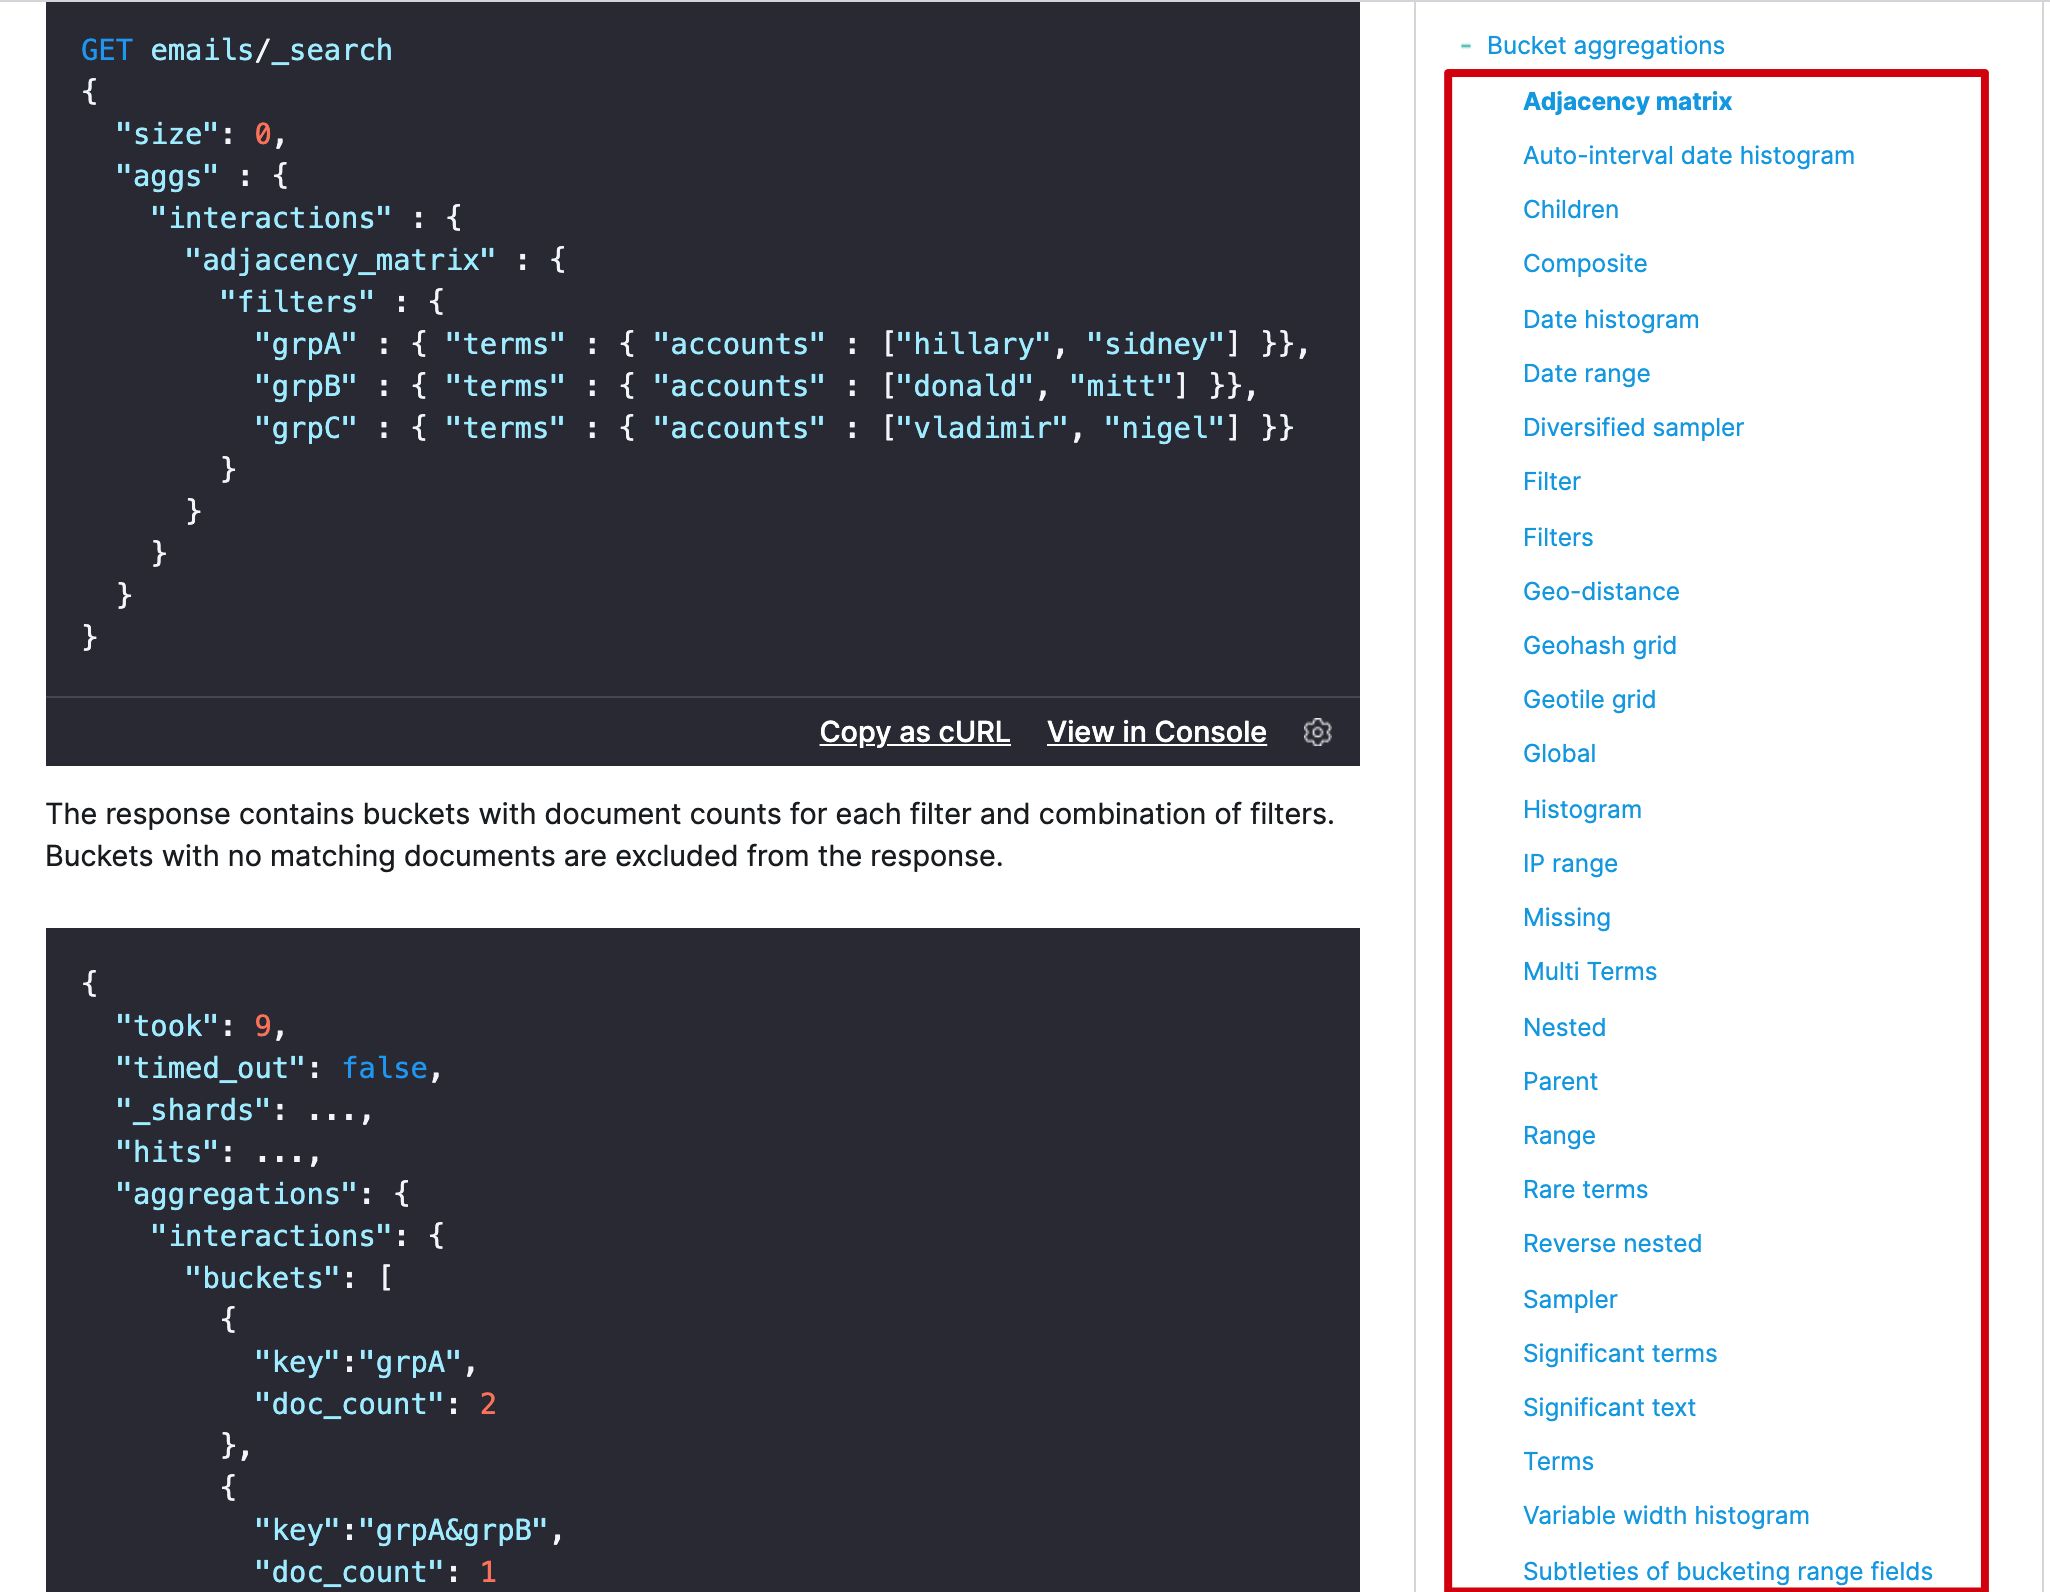 GET emails/_search
{
  "size": 0,
  "aggs" : {
    "interactions" : {
      "adjacency_matrix" : {
        "filters" : {
          "grpA" : { "terms" : { "accounts" : ["hillary", "sidney"] }},
          "grpB" : { "terms" : { "accounts" : ["donald", "mitt"] }},
          "grpC" : { "terms" : { "accounts" : ["vladimir", "nigel"] }}
        }
      }
    }
  }
}
Copy as cURL View in Console
The response contains buckets with document counts for each filter and combination of filters.
Buckets with no matching documents are excluded from the response.
{
  "took": 9,
  "timed_out": false,
  "_shards": ...,
  "hits": ...,
  "aggregations": {
    "interactions": {
      "buckets": [
        {
          "key":"grpA",
          "doc_count": 2
        },
        {
          "key":"grpA&grpB",
          "doc_count": 1
- Bucket aggregations
Adjacency matrix
Auto-interval date histogram
Children
Composite
Date histogram
Date range
Diversified sampler
Filter
Filters
Geo-distance
Geohash grid
Geotile grid
Global
Histogram
IP range
Missing
Multi Terms
Nested
Parent
Range
Rare terms
Reverse nested
Sampler
Significant terms
Significant text
Terms
Variable width histogram
Subtleties of bucketing range fields